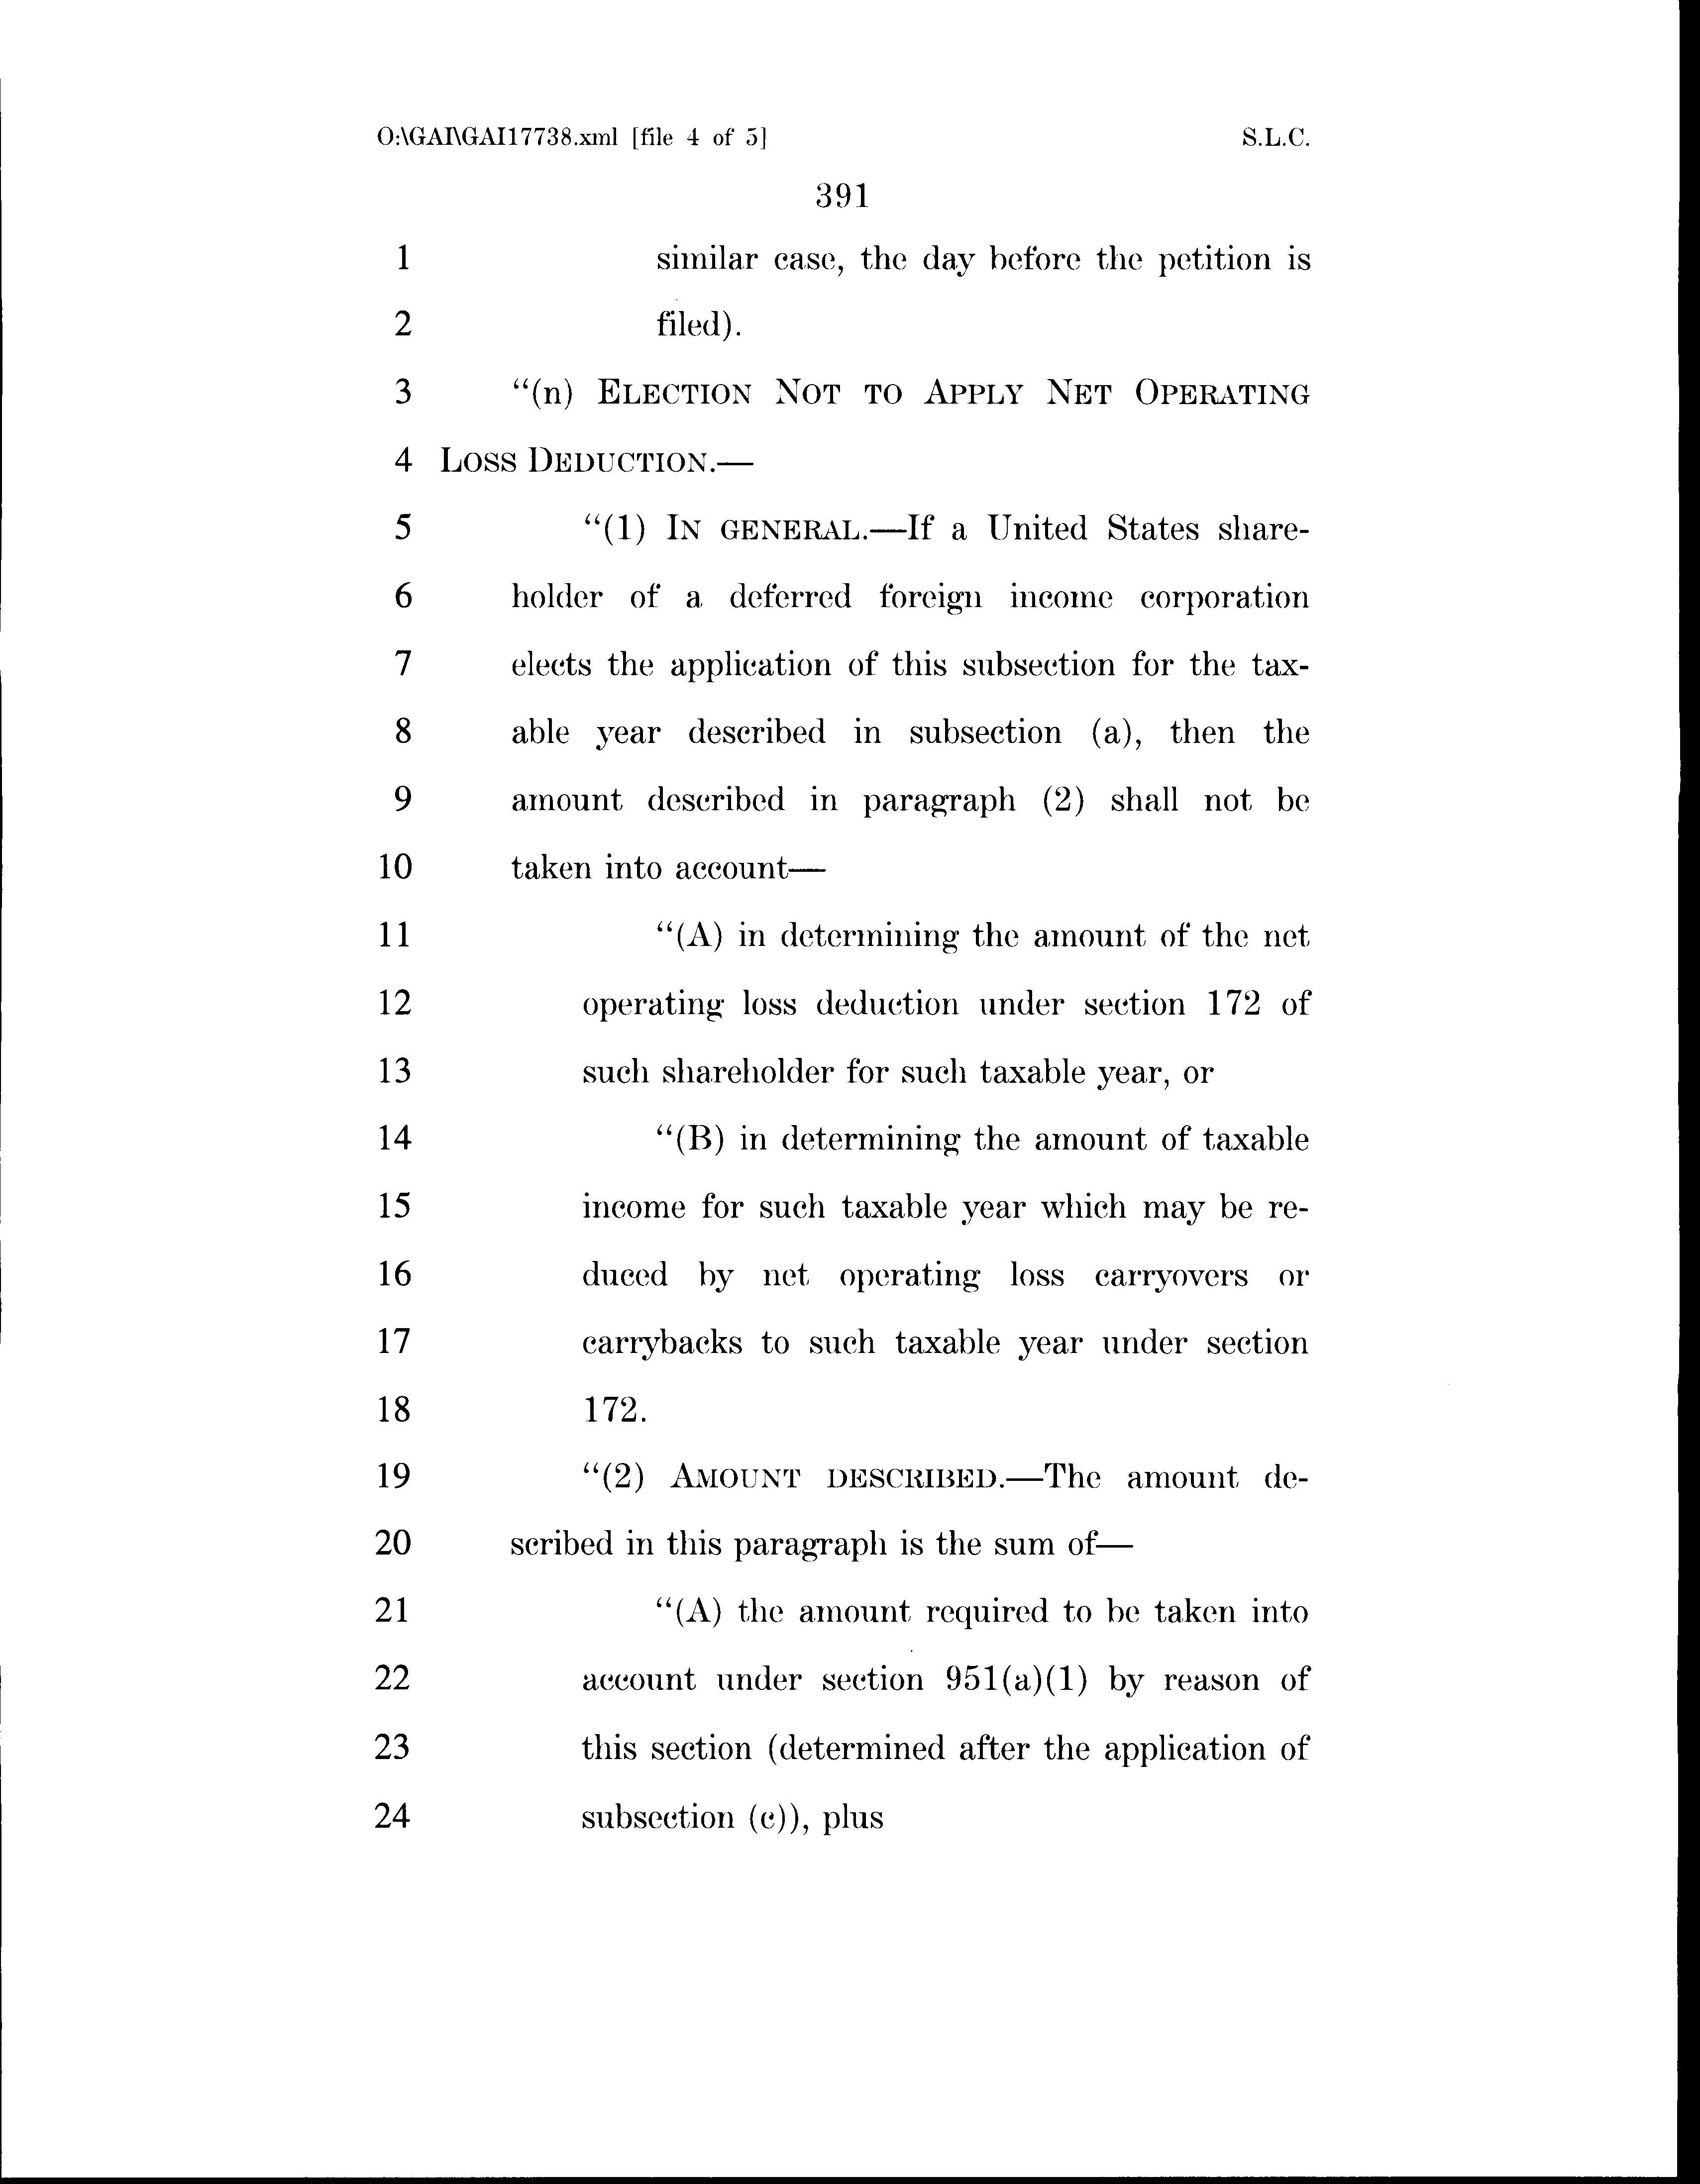 O:\GAI\GAI17738.xml [file 4 of 5] S.L.C.
391
1 similar case, the day before the petition is
2 filed).
3 “(n) ELECTION NOT TO APPLY NET OPERATING
4 LOSS DEDUCTION.—
5 “(1) IN GENERAL.—If a United States share-
6 holder of a deferred foreign income corporation
7 elects the application of this subsection for the tax-
8 able year described in subsection (a), then the
9 amount described in paragraph (2) shall not be
10 taken into account—
11 “(A) in determining the amount of the net
12 operating loss deduction under section 172 of
13 such shareholder for such taxable year, or
14 “(B) in determining the amount of taxable
15 income for such taxable year which may be re-
16 duced by net operating loss carryovers or
17 carrybacks to such taxable year under section
18 172.
19 “(2) AMOUNT DESCRIBED.—The amount de-
20 scribed in this paragraph is the sum of—
21 “(A) the amount required to be taken into
22 account under section 951(a)(1) by reason of
23 this section (determined after the application of
24 subsection (c)), plus